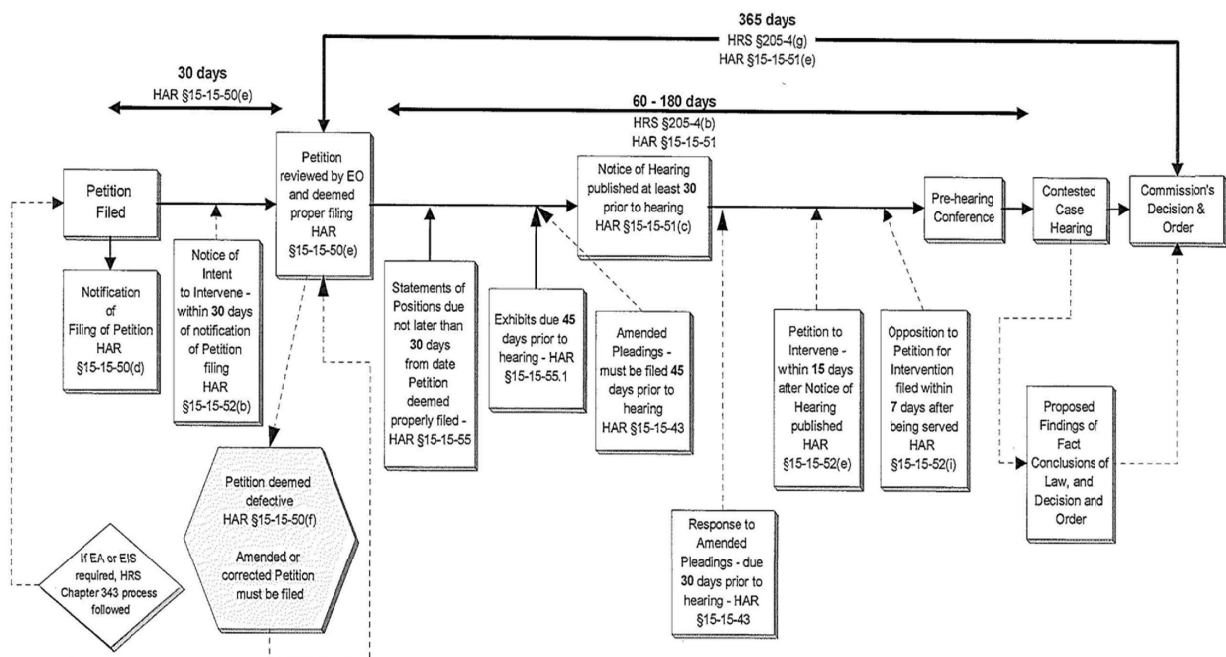 365 days
HRS §205-4(g)
HAR §15-15-51(e)
30 days
HAR §15-15-50(e)
60 - 180 days
HRS §205-4(b)
HAR §15-15-51
Petition
Filed
Notification
of
Filing of Petition
HAR
§15-15-50(d)
Notice of
Intent
to Intervene -
within 30 days
of notification
of Petition
filing
HAR
§15-15-52(b)
Petition
reviewed by EO
and deemed
proper filing
HAR
§15-15-50(e)
Statements of
Positions due
not later than
30 days
from date
Petition
deemed
properly filed -
HAR §15-15-55
Exhibits due 45
days prior to
hearing - HAR
§15-15-55.1
Notice of Hearing
published at least 30
prior to hearing
HAR §15-15-51(c)
Amended
Pleadings -
must be filed 45
days prior to
hearing
HAR §15-15-43
Response to
Amended
Pleadings - due
30 days prior to
hearing - HAR
§15-15-43
Petition to
Intervene -
within 15 days
after Notice of
Hearing
published
HAR
§15-15-52(e)
Opposition to
Petition for
Intervention
filed within
7 days after
being served
HAR
§15-15-52(i)
Pre-hearing
Conference
Contested
Case
Hearing
Commission's
Decision &
Order
Proposed
Findings of
Fact
Conclusions of
Law, and
Decision and
Order
Petition deemed
defective
HAR §15-15-50(f)
Amended or
corrected Petition
must be filed
If EA or EIS
required, HRS
Chapter 343 process
followed